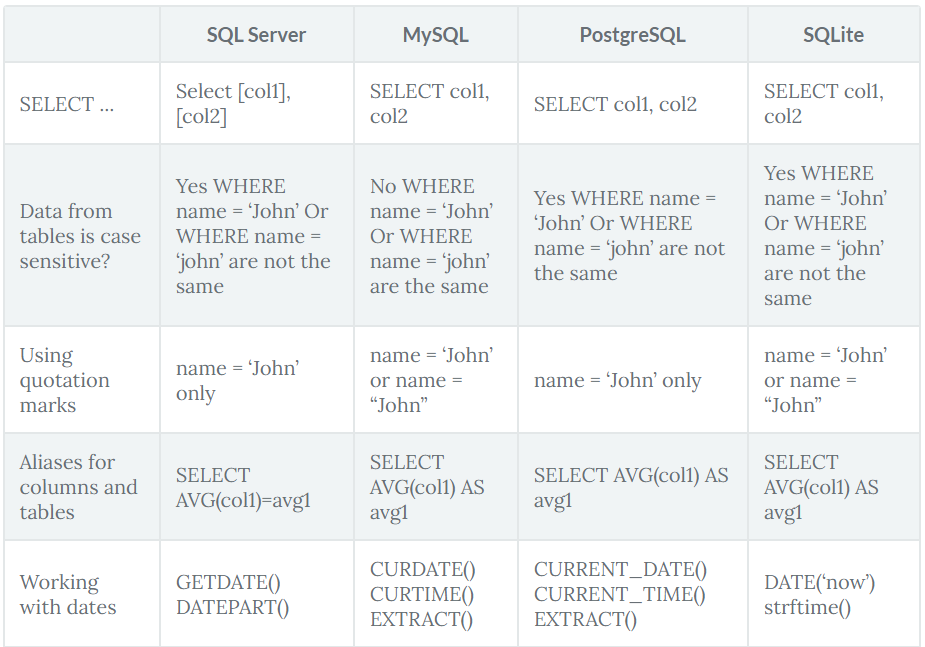 SQL Server
MySQL
PostgreSQL
SQLite
SELECT ...
Select [col1],
[col2]
SELECT col1,
col2
SELECT col1, col2
SELECT col1,
col2
Data from
tables is case
sensitive?
Yes WHERE
name = ‘John’ Or
WHERE name =
‘john’ are not the
same
No WHERE
name = ‘John’
Or WHERE
name = ‘john’
are the same
Yes WHERE name =
‘John’ Or WHERE
name = ‘john’ are not
the same
Yes WHERE
name = ‘John’
Or WHERE
name = ‘john’
are not the
same
Using
quotation
marks
name = ‘John’
only
name = ‘John’
or name =
“John”
name = ‘John’ only
name = ‘John’
or name =
“John”
Aliases for
columns and
tables
SELECT
AVG(col1)=avg1
SELECT
AVG(col1) AS
avg1
SELECT AVG(col1) AS
avg1
SELECT
AVG(col1) AS
avg1
Working
with dates
GETDATE()
DATEPART()
CURDATE()
CURTIME()
EXTRACT()
CURRENT_DATE()
CURRENT_TIME()
EXTRACT()
DATE(‘now’)
strftime()